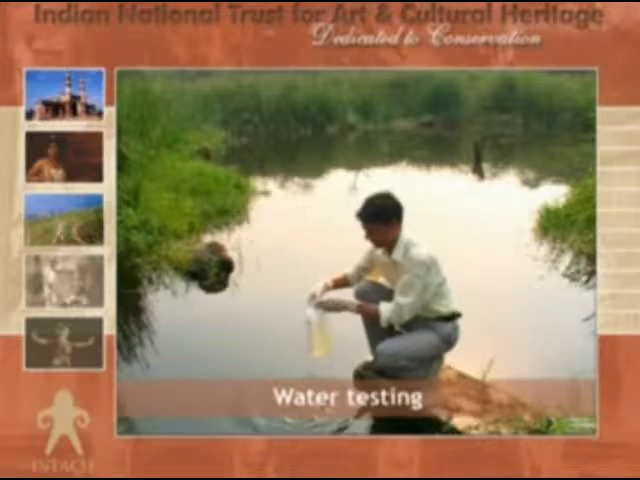 Indian National Trust for Art & Cultural Heritage
Dedicated to Conservation
Water testing
INTACH